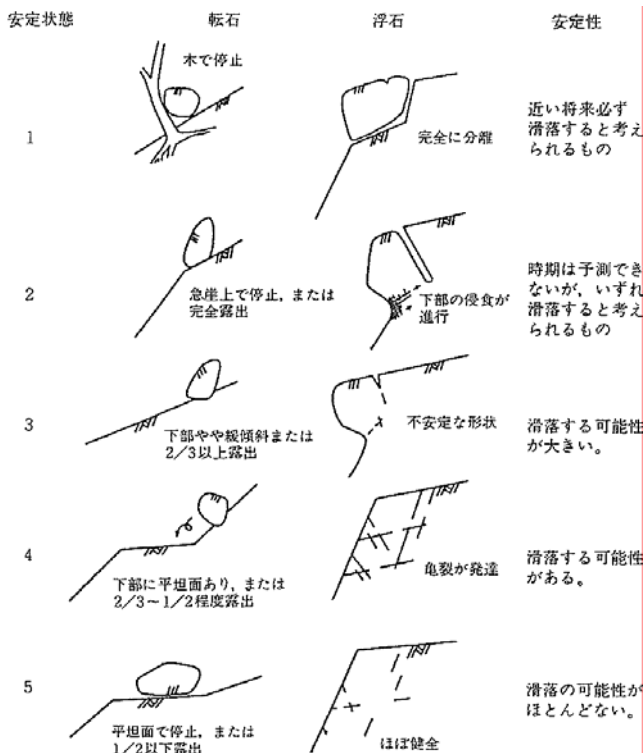 安定状態 転石 浮石 安定性
1
木で停止
完全に分離
近い将来必ず
滑落すると考え
られるもの
2
急崖上で停止，または
完全露出
下部の侵食が
進行
時期は予測でき
ないが，いずれ
滑落すると考え
られるもの
3
下部やや緩傾斜または
2/3以上露出
不安定な形状
滑落する可能性
が大きい。
4
下部に平坦面あり，または
2/3～1/2程度露出
亀裂が発達
滑落する可能性
がある。
5
平坦面で停止，または
1/2以下露出
ほぼ健全
滑落の可能性が
ほとんどない。